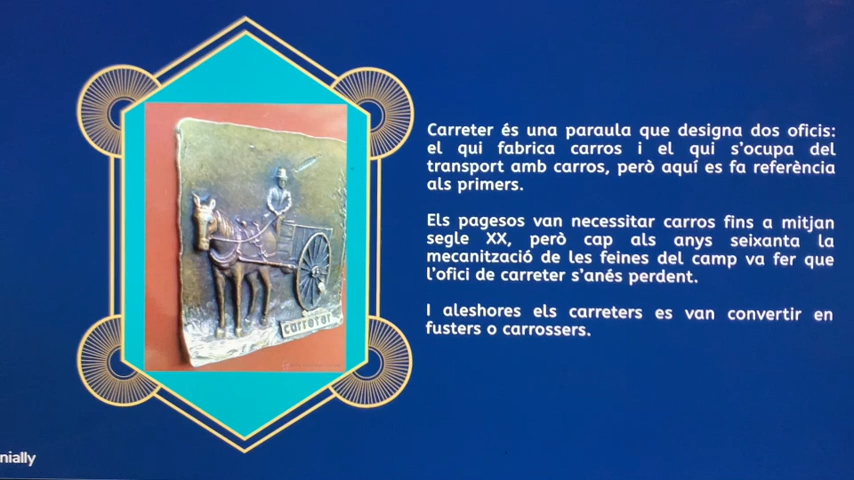 Carreter és una paraula que designa dos oficis:
el qui fabrica carros i el qui s'ocupa del
transport amb carros, però aquí es fa referència
als primers.
Els pagesos van necessitar carros fins a mitjan
segle XX, però cap als anys seixanta la
mecanització de les feines del camp va fer que
l'ofici de carreter s'anés perdent.
I aleshores els carreters es van convertir en
fusters o carrossers.
carreter
nially